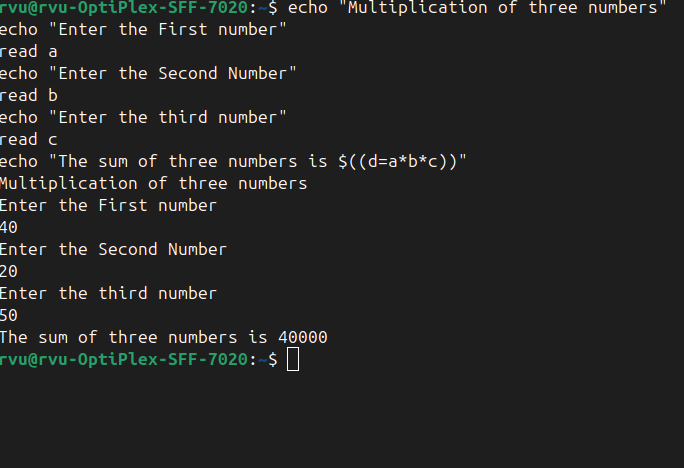 rvu@rvu-OptiPlex-SFF-7020:~$ echo "Multiplication of three numbers"
echo "Enter the First number"
read a
echo "Enter the Second Number"
read b
echo "Enter the third number"
read c
echo "The sum of three numbers is $((d=a*b*c))"
Multiplication of three numbers
Enter the First number
40
Enter the Second Number
20
Enter the third number
50
The sum of three numbers is 40000
rvu@rvu-OptiPlex-SFF-7020:~$